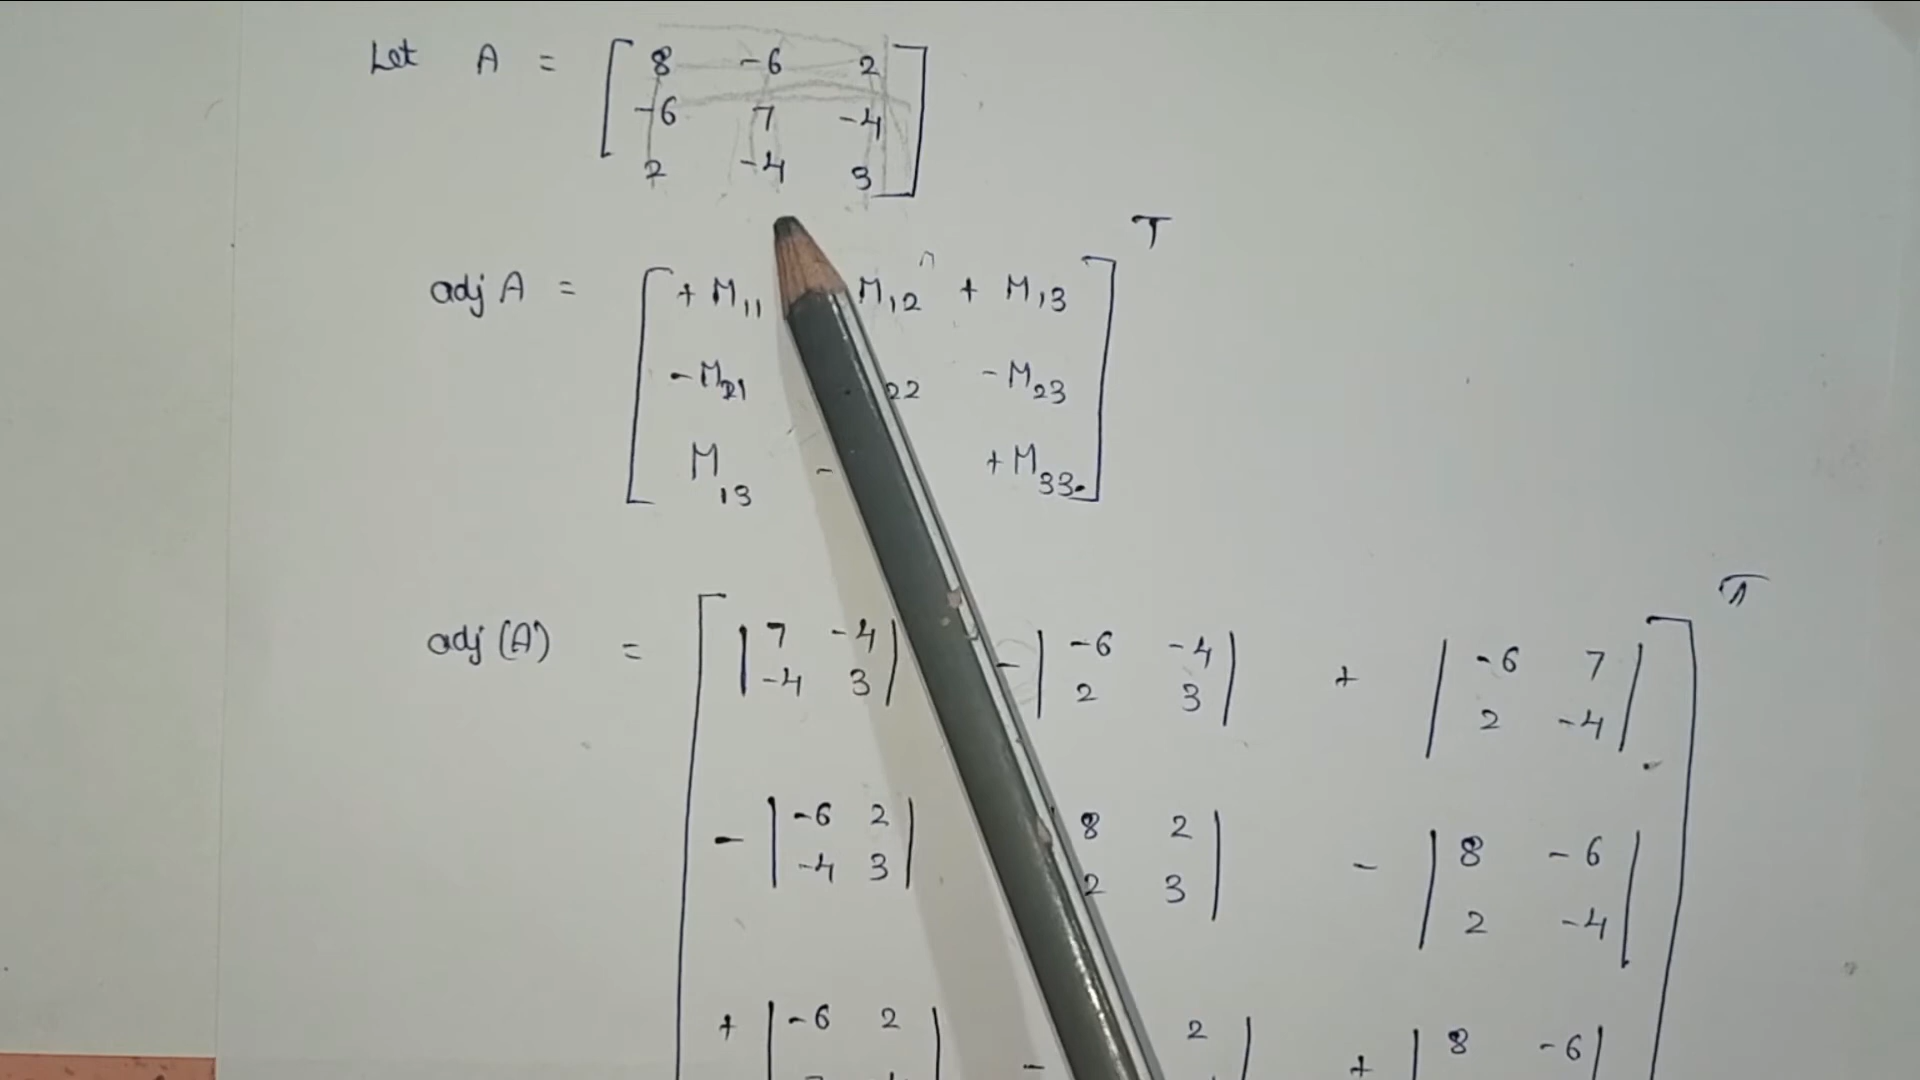 Let A = [ 8 -6 2
-6 7 -4
2 -4 3 ]
T
adj A = [ + M11 M12 + M13
-M21 22 - M23
M13 - + M33. ]
T
adj (A) = [ | 7 -4 | - | -6 -4 | + | -6 7 |
| -4 3 | | 2 3 | | 2 -4 |
- | -6 2 | 8 2 | - | 8 -6 |
| -4 3 | 2 3 | | 2 -4 |
+ | -6 2 | - 2 | + | 8 -6 |